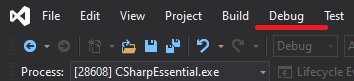 File Edit View Project Build Debug Test
Debug
Process: [28608] CSharpEssential.exe Lifecycle E